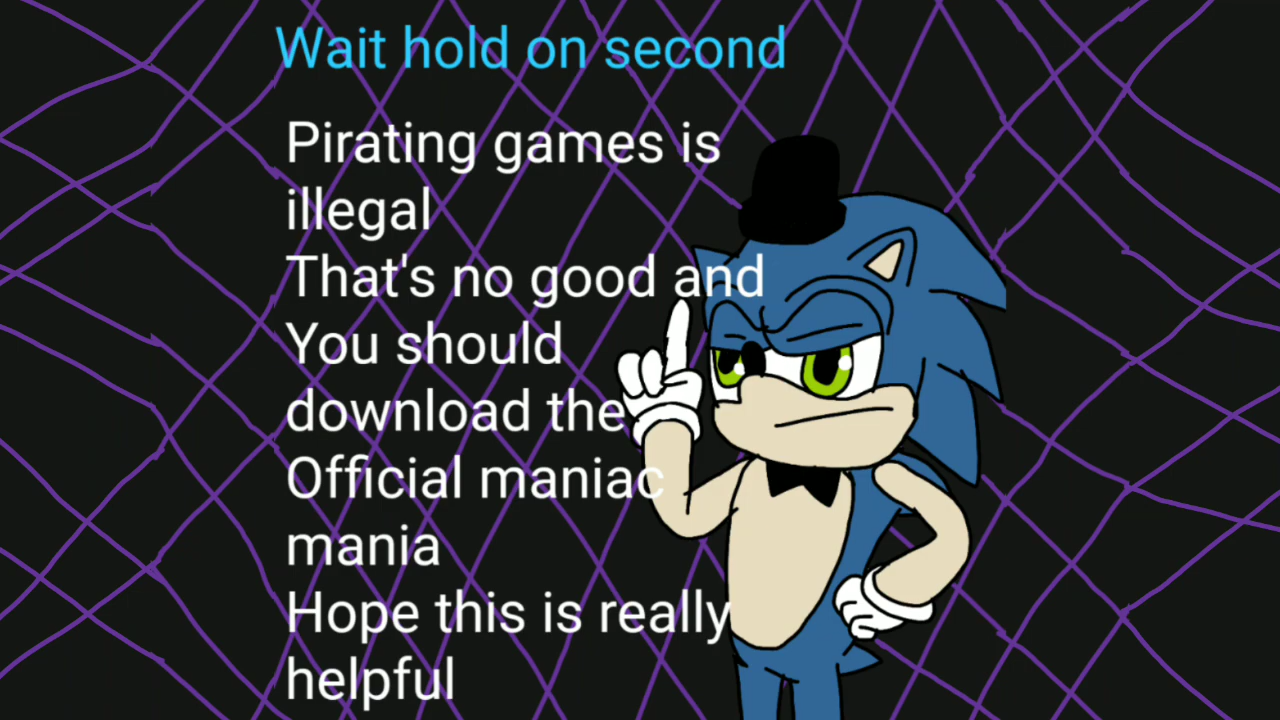 Wait hold on second
Pirating games is
illegal
That's no good and
You should
download the
Official maniac
mania
Hope this is really
helpful